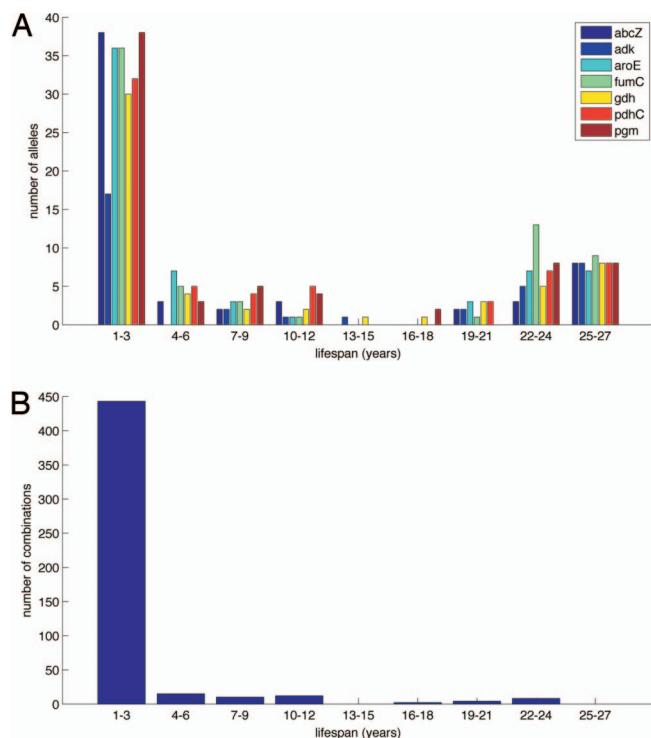 A
40
35
30
25
20
15
10
5
0
number of alleles
abcZ
adk
aroE
fumC
gdh
pdhC
pgm
1-3 4-6 7-9 10-12 13-15 16-18 19-21 22-24 25-27
lifespan (years)
B
450
400
350
300
250
200
150
100
50
0
number of combinations
1-3 4-6 7-9 10-12 13-15 16-18 19-21 22-24 25-27
lifespan (years)